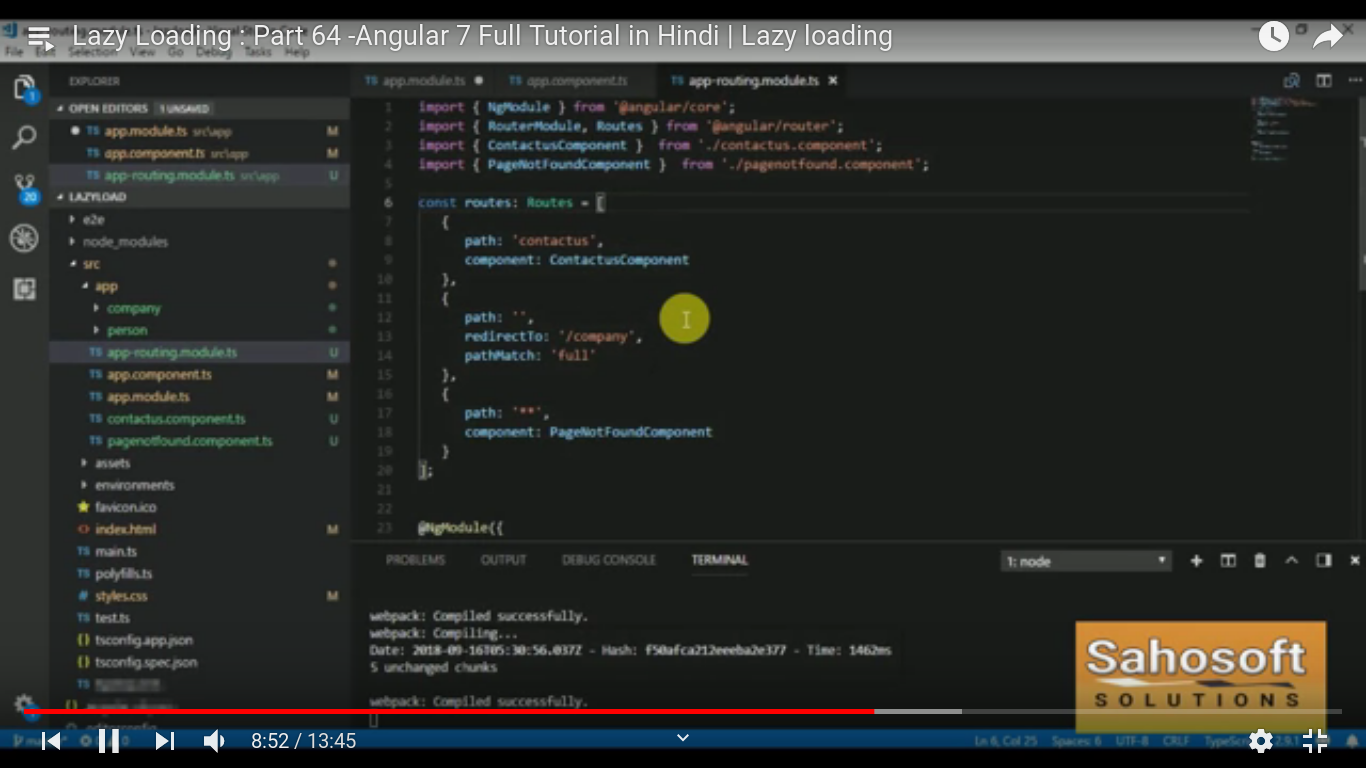 Lazy Loading : Part 64 -Angular 7 Full Tutorial in Hindi | Lazy loading
File Edit Selection View Go Debug Tasks Help
EXPLORER
OPEN EDITORS 1 UNSAVED
TS app.module.ts src\app M
TS app.component.ts src\app M
TS app-routing.module.ts src\app U
LAZYLOAD
e2e
node_modules
src
app
company
person
TS app-routing.module.ts U
TS app.component.ts M
TS app.module.ts M
TS contactus.component.ts U
TS pagenotfound.component.ts U
assets
environments
favicon.ico
index.html M
TS main.ts
TS polyfills.ts
# styles.css M
TS test.ts
{} tsconfig.app.json
{} tsconfig.spec.json
TS
TS app.module.ts TS app.component.ts TS app-routing.module.ts
1 import { NgModule } from '@angular/core';
2 import { RouterModule, Routes } from '@angular/router';
3 import { ContactusComponent } from './contactus.component';
4 import { PageNotFoundComponent } from './pagenotfound.component';
5
6 const routes: Routes = [
7 {
8 path: 'contactus',
9 component: ContactusComponent
10 },
11 {
12 path: '',
13 redirectTo: '/company',
14 pathMatch: 'full'
15 },
16 {
17 path: '**',
18 component: PageNotFoundComponent
19 }
20 ];
21
22
23 @NgModule({
PROBLEMS OUTPUT DEBUG CONSOLE TERMINAL 1: node
webpack: Compiled successfully.
webpack: Compiling...
Date: 2018-09-16T05:30:56.037Z - Hash: f50afca212eeeba2e377 - Time: 1462ms
5 unchanged chunks
webpack: Compiled successfully.
Sahosoft
SOLUTIONS
8:52 / 13:45
Ln 6, Col 25 Spaces: 6 UTF-8 CRLF
1
20